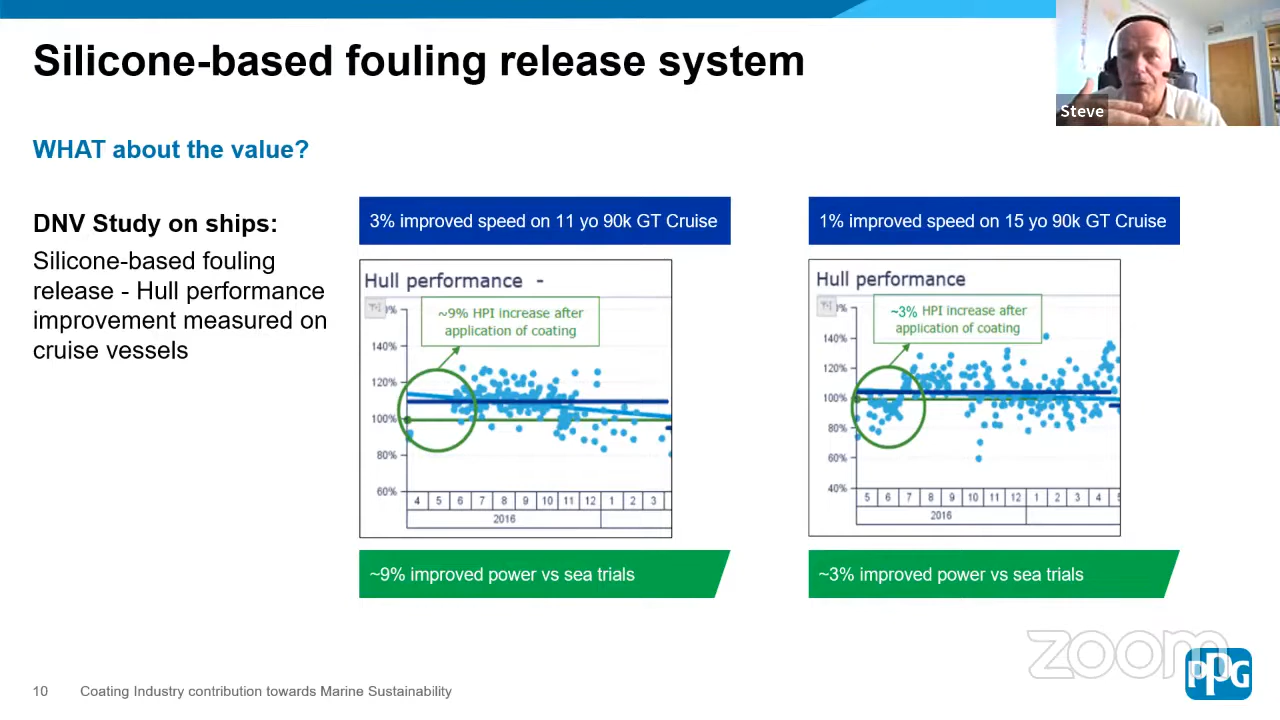 Silicone-based fouling release system
Steve
WHAT about the value?
DNV Study on ships:
Silicone-based fouling
release - Hull performance
improvement measured on
cruise vessels
3% improved speed on 11 yo 90k GT Cruise
Hull performance -
~9% HPI increase after
application of coating
140%
120%
100%
80%
60%
4 5 6 7 8 9 10 11 12 1 2 3
2016
~9% improved power vs sea trials
1% improved speed on 15 yo 90k GT Cruise
Hull performance
~3% HPI increase after
application of coating
140%
120%
100%
80%
60%
40%
5 6 7 8 9 10 11 12 1 2 3 4
2016
~3% improved power vs sea trials
zoom
PPG
10 Coating Industry contribution towards Marine Sustainability